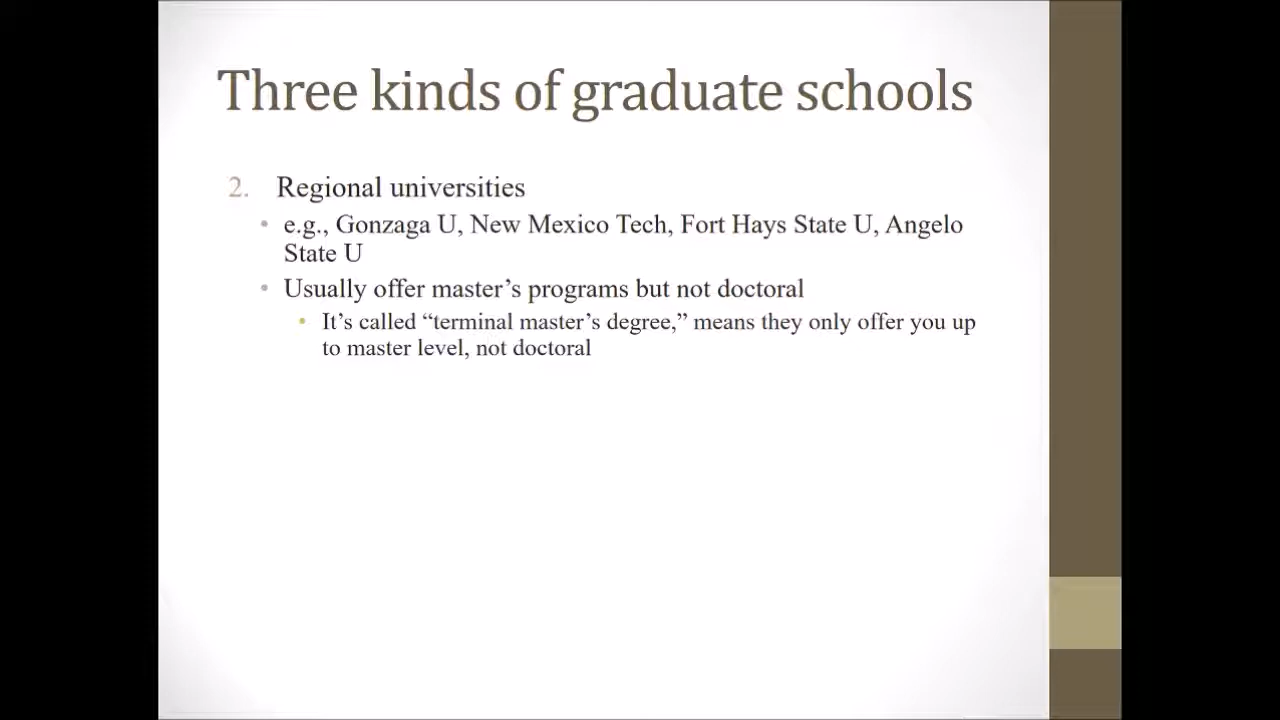 Three kinds of graduate schools
2. Regional universities
• e.g., Gonzaga U, New Mexico Tech, Fort Hays State U, Angelo
State U
• Usually offer master’s programs but not doctoral
• It’s called “terminal master’s degree,” means they only offer you up
to master level, not doctoral